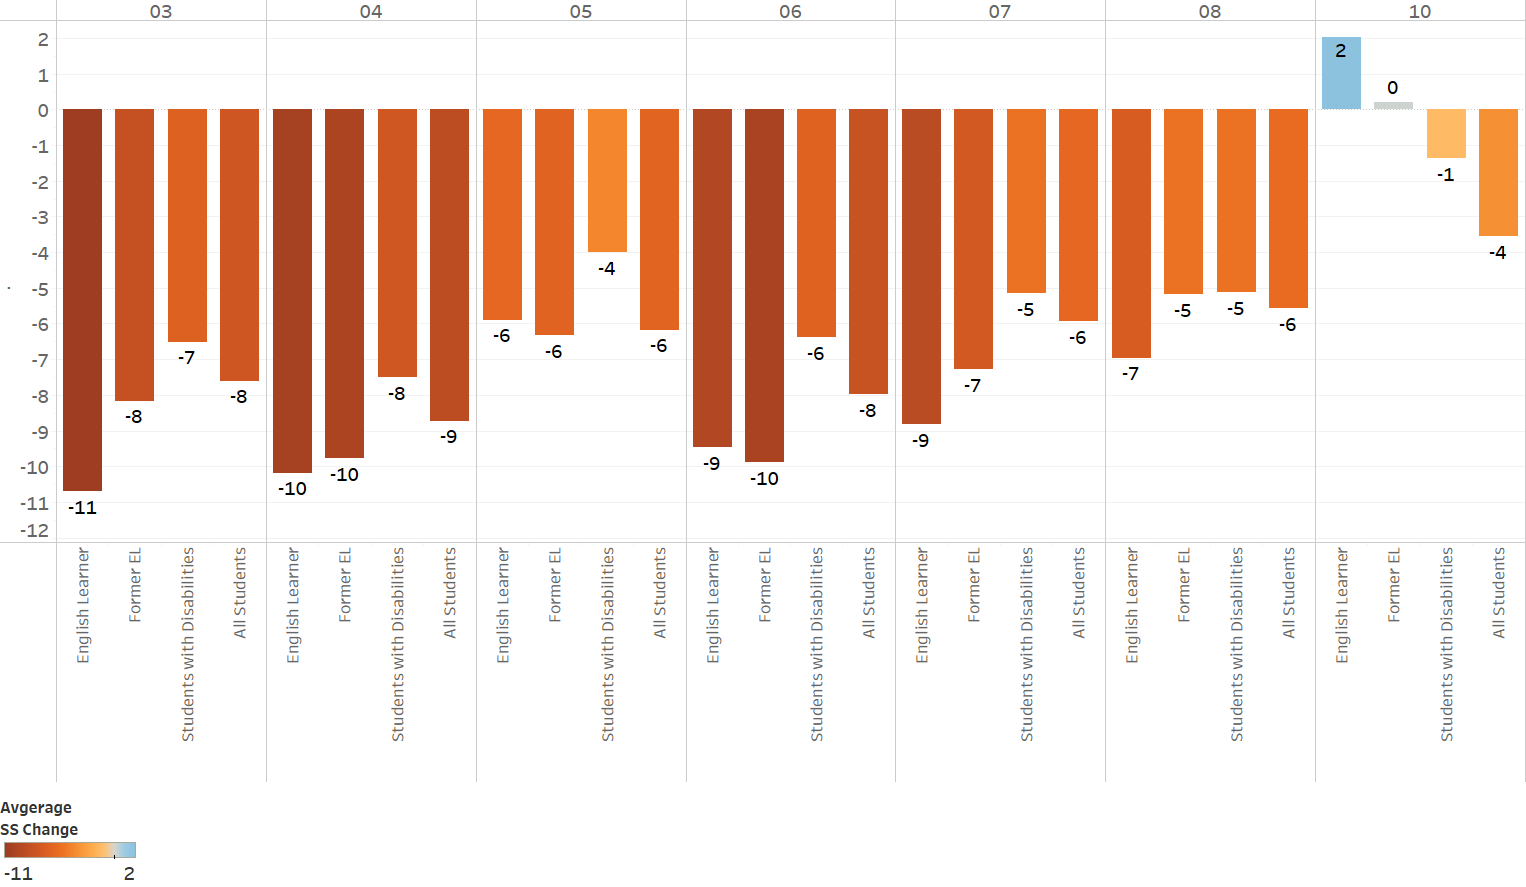 03 04 05 06 07 08 10
2
1
0
-1
-2
-3
-4
-5
-6
-7
-8
-9
-10
-11
-12
-11 -8 -7 -8
-10 -10 -8 -9
-6 -6 -4 -6
-9 -10 -6 -8
-9 -7 -5 -6
-7 -5 -5 -6
2 0 -1 -4
English Learner
Former EL
Students with Disabilities
All Students
English Learner
Former EL
Students with Disabilities
All Students
English Learner
Former EL
Students with Disabilities
All Students
English Learner
Former EL
Students with Disabilities
All Students
English Learner
Former EL
Students with Disabilities
All Students
English Learner
Former EL
Students with Disabilities
All Students
English Learner
Former EL
Students with Disabilities
All Students
Avgerage
SS Change
-11 2